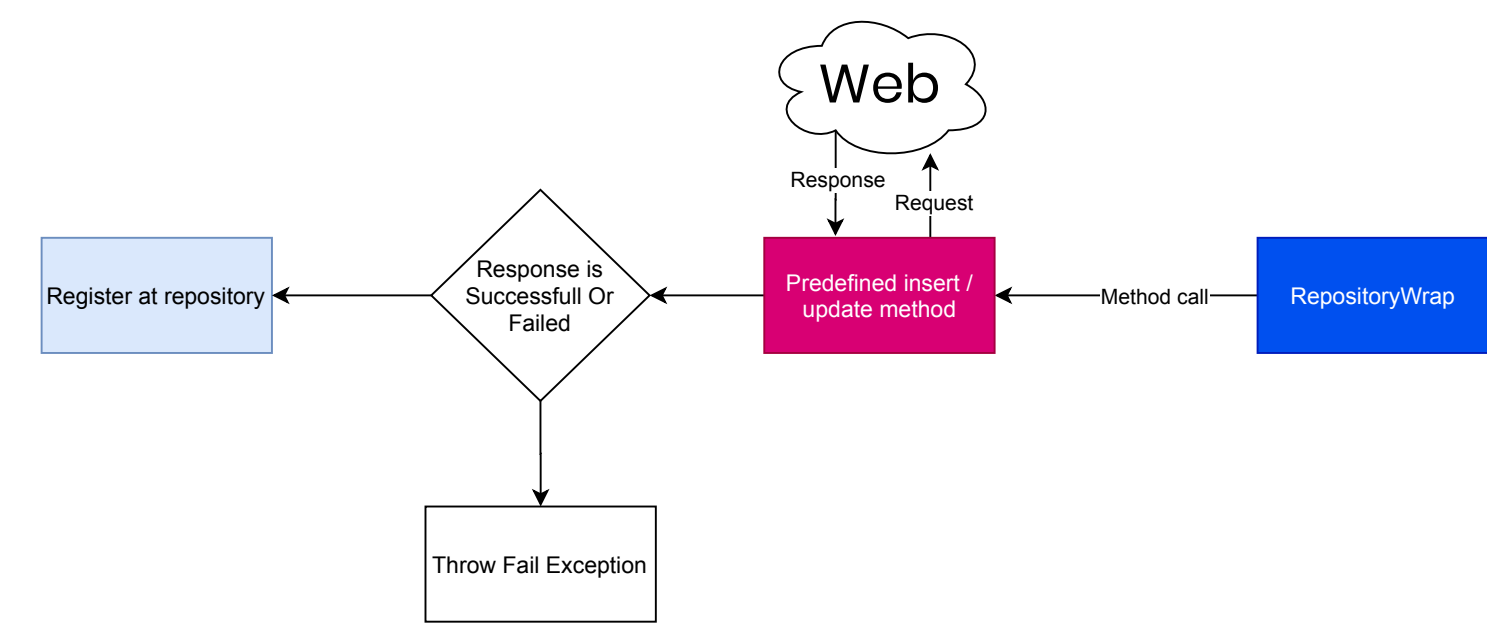 Web
Response
Request
Register at repository
Response is
Successfull Or
Failed
Predefined insert /
update method
Method call
RepositoryWrap
Throw Fail Exception